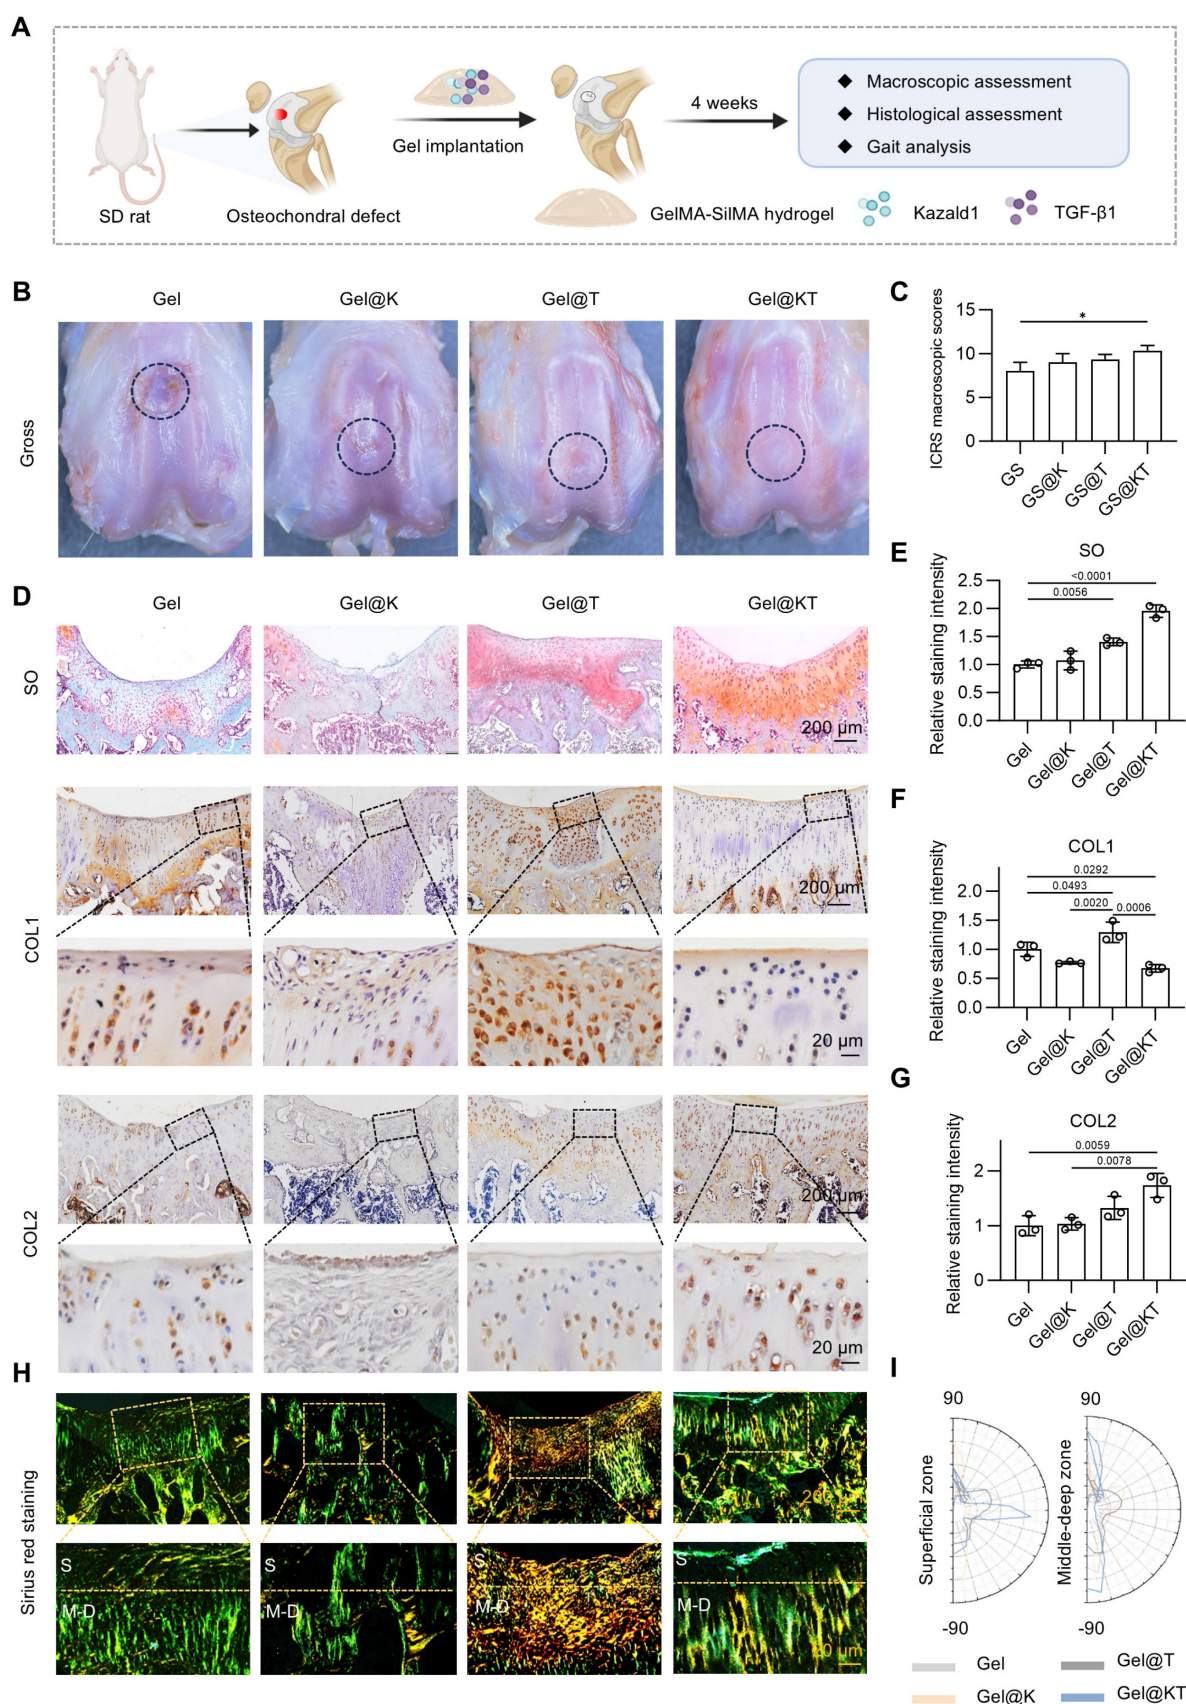 A
SD rat
Osteochondral defect
Gel implantation
4 weeks
◆ Macroscopic assessment
◆ Histological assessment
◆ Gait analysis
GelMA-SilMA hydrogel
Kazald1
TGF-β1
B
Gel
Gel@K
Gel@T
Gel@KT
Gross
C
ICRS macroscopic scores
15
10
5
0
*
GS
GS@K
GS@T
GS@KT
D
Gel
Gel@K
Gel@T
Gel@KT
SO
200 µm
COL1
200 µm
20 µm
COL2
200 µm
20 µm
E
SO
Relative staining intensity
2.5
2.0
1.5
1.0
0.5
0.0
<0.0001
0.0056
Gel
Gel@K
Gel@T
Gel@KT
F
COL1
Relative staining intensity
2.0
1.5
1.0
0.5
0.0
0.0292
0.0493
0.0020
0.0006
Gel
Gel@K
Gel@T
Gel@KT
G
COL2
Relative staining intensity
2
1
0
0.0059
0.0078
Gel
Gel@K
Gel@T
Gel@KT
H
Sirius red staining
S
M-D
S
M-D
S
M-D
S
M-D
I
90
Superficial zone
-90
90
Middle-deep zone
-90
Gel
Gel@T
Gel@K
Gel@KT